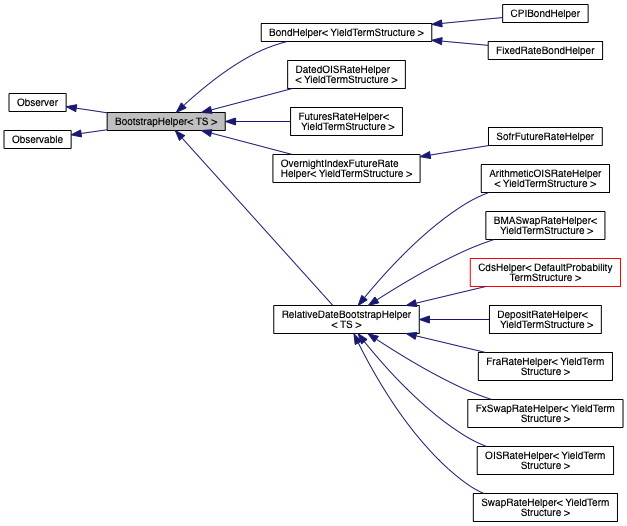 Observer
Observable
BootstrapHelper< TS >
BondHelper< YieldTermStructure >
DatedOISRateHelper
< YieldTermStructure >
FuturesRateHelper<
YieldTermStructure >
OvernightIndexFutureRate
Helper< YieldTermStructure >
RelativeDateBootstrapHelper
< TS >
CPIBondHelper
FixedRateBondHelper
SofrFutureRateHelper
ArithmeticOISRateHelper
< YieldTermStructure >
BMASwapRateHelper<
YieldTermStructure >
CdsHelper< DefaultProbability
TermStructure >
DepositRateHelper<
YieldTermStructure >
FraRateHelper< YieldTerm
Structure >
FxSwapRateHelper< YieldTerm
Structure >
OISRateHelper< YieldTerm
Structure >
SwapRateHelper< YieldTerm
Structure >